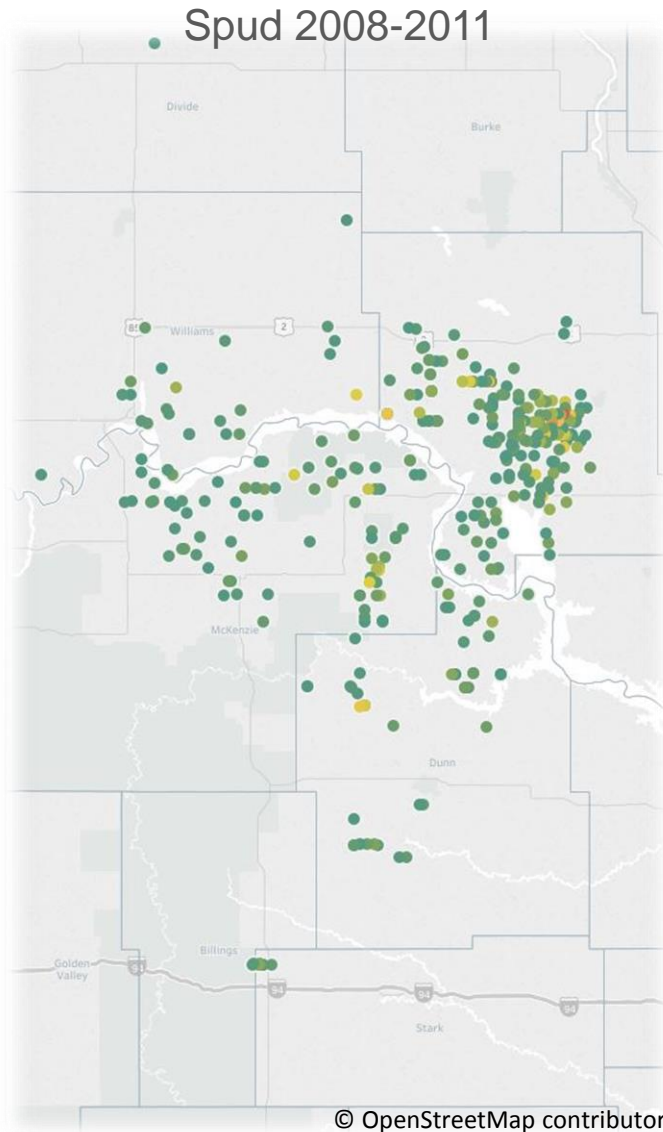 Spud 2008-2011
Divide
Burke
85
Williams
2
McKenzie
Dunn
Billings
Golden
Valley
94
94
94
94
Stark
© OpenStreetMap contributor